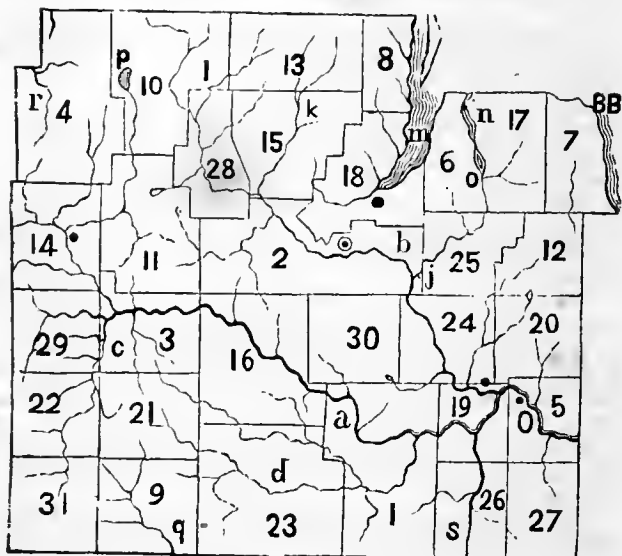 8 BB
13
p 1 n 17
10 k m 7
r 4 15 6
28 18 o
14 b 12
11 2 j 25
3 30 24 20
29 c 16
22 21 a 19 O 5
d
31 9 1 26
q 23 s 27